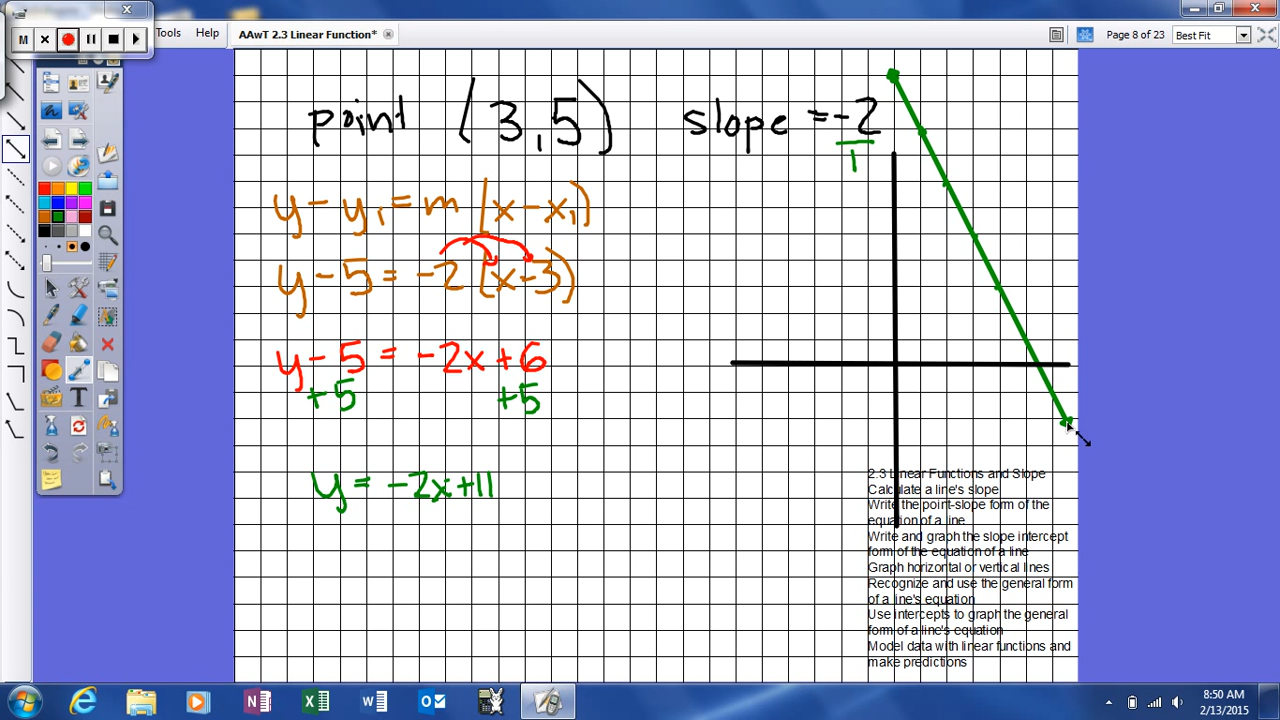 M
Tools Help
AAwT 2.3 Linear Function*
Page 8 of 23
Best Fit
point (3,5) slope = -2/1
y - y₁ = m (x - x₁)
y - 5 = -2 (x - 3)
y - 5 = -2x + 6
+5 +5
y = -2x + 11
2.3 Linear Functions and Slope
Calculate a line's slope
Write the point-slope form of the
equation of a line
Write and graph the slope intercept
form of the equation of a line
Graph horizontal or vertical lines
Recognize and use the general form
of a line's equation
Use intercepts to graph the general
form of a line's equation
Model data with linear functions and
make predictions
8:50 AM
2/13/2015